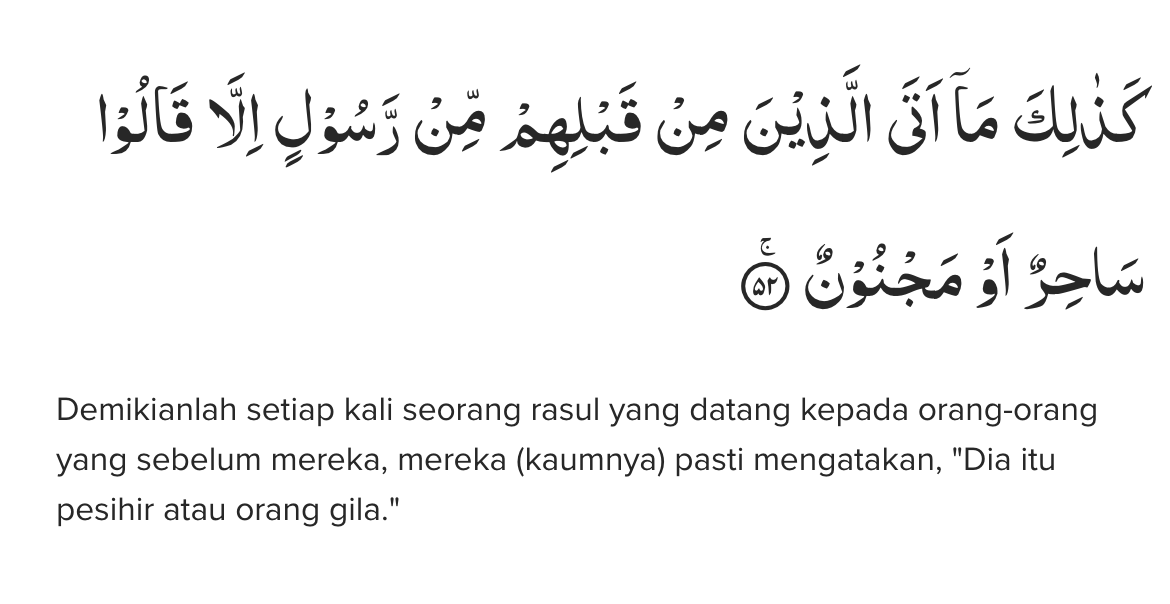 كَذٰلِكَ مَآ اَتَى الَّذِيْنَ مِنْ قَبْلِهِمْ مِّنْ رَّسُوْلٍ اِلَّا قَالُوْا
سَاحِرٌ اَوْ مَجْنُوْنٌ ۚ ۝٥٢
Demikianlah setiap kali seorang rasul yang datang kepada orang-orang
yang sebelum mereka, mereka (kaumnya) pasti mengatakan, "Dia itu
pesihir atau orang gila."